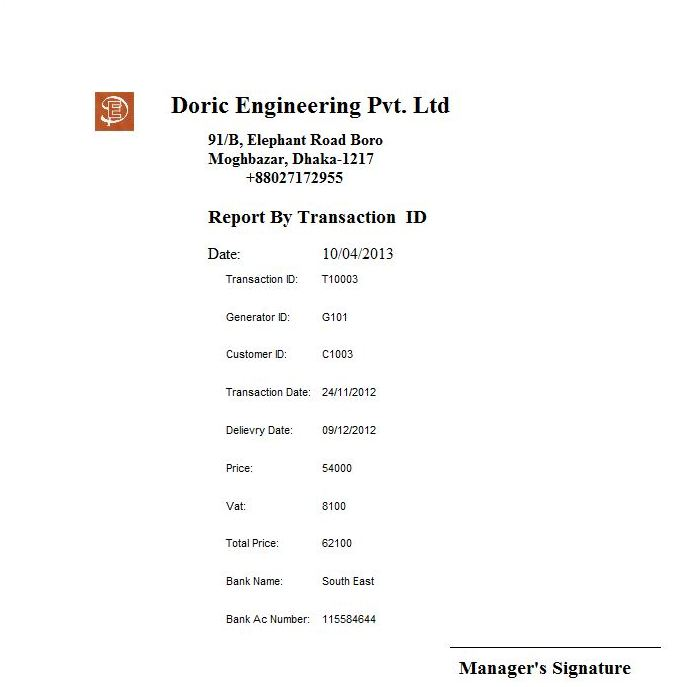 Doric Engineering Pvt. Ltd
91/B, Elephant Road Boro
Moghbazar, Dhaka-1217
+88027172955
Report By Transaction ID
Date: 10/04/2013
Transaction ID: T10003
Generator ID: G101
Customer ID: C1003
Transaction Date: 24/11/2012
Delievry Date: 09/12/2012
Price: 54000
Vat: 8100
Total Price: 62100
Bank Name: South East
Bank Ac Number: 115584644
Manager's Signature